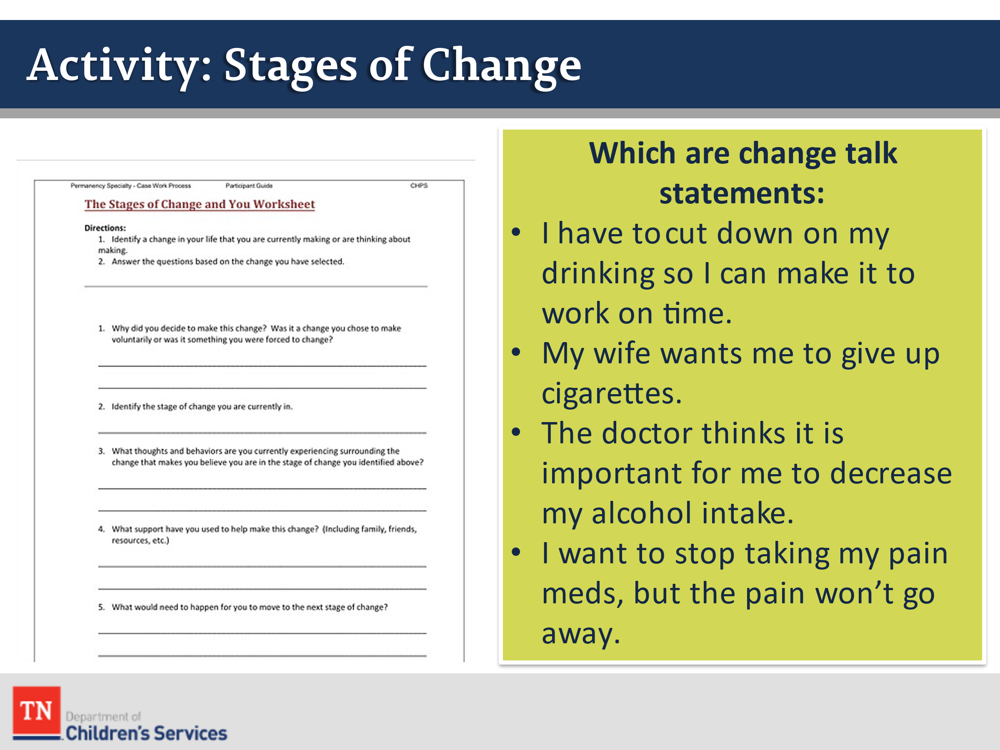 Activity: Stages of Change
Permanency Specialty - Case Work Process Participant Guide CHPS
The Stages of Change and You Worksheet
Directions:
1. Identify a change in your life that you are currently making or are thinking about
making.
2. Answer the questions based on the change you have selected.
1. Why did you decide to make this change? Was it a change you chose to make
voluntarily or was it something you were forced to change?
2. Identify the stage of change you are currently in.
3. What thoughts and behaviors are you currently experiencing surrounding the
change that makes you believe you are in the stage of change you identified above?
4. What support have you used to help make this change? (Including family, friends,
resources, etc.)
5. What would need to happen for you to move to the next stage of change?
Which are change talk
statements:
• I have to cut down on my
drinking so I can make it to
work on time.
• My wife wants me to give up
cigarettes.
• The doctor thinks it is
important for me to decrease
my alcohol intake.
• I want to stop taking my pain
meds, but the pain won’t go
away.
TN
Department of
Children's Services